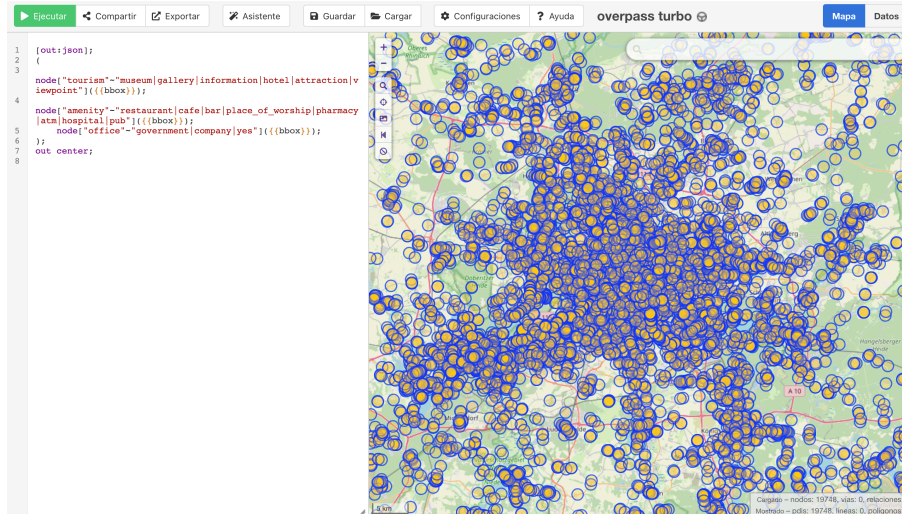 Ejecutar Compartir Exportar Asistente Guardar Cargar Configuraciones ? Ayuda overpass turbo Mapa Datos
1 [out:json];
2 (
3
node["tourism"~"museum|gallery|information|hotel|attraction|v
iewpoint"]({{bbox}});
4
node["amenity"~"restaurant|cafe|bar|place_of_worship|pharmacy
|atm|hospital|pub"]({{bbox}});
5 node["office"~"government|company|yes"]({{bbox}});
6 );
7 out center;
8
+
−
Hangelsberger
Heide
A 10
5 km
Cargado – nodos: 19748, vías: 0, relaciones
Mostrado – pdis: 19748, líneas: 0, polígonos